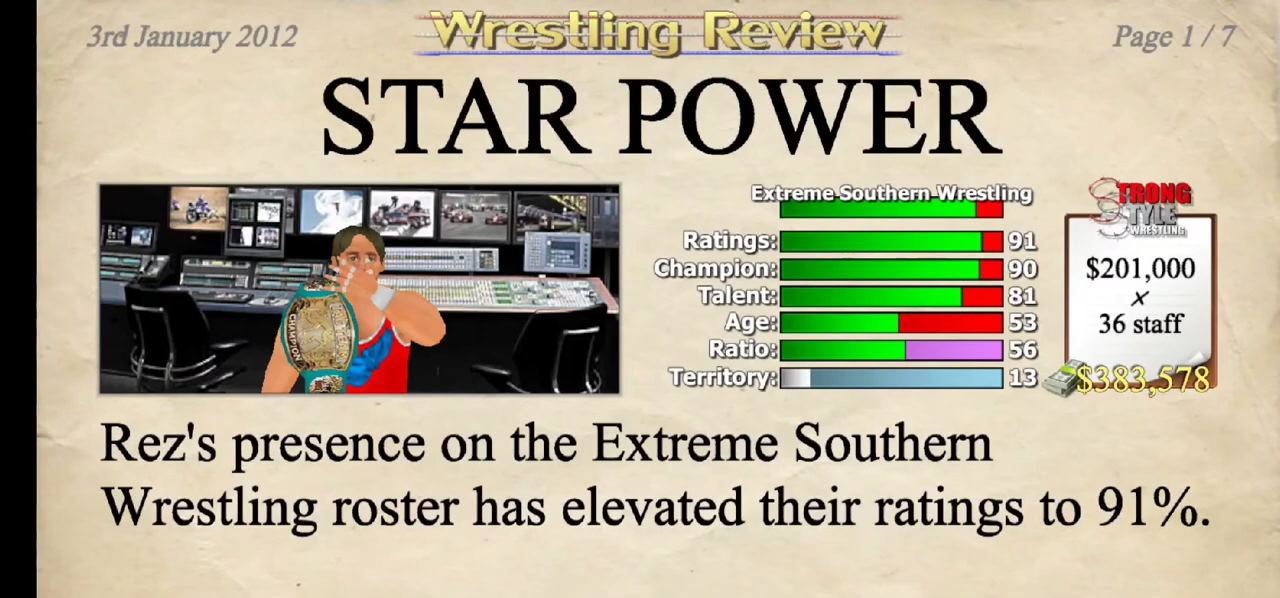 3rd January 2012
Wrestling Review
Page 1 / 7
STAR POWER
Extreme Southern Wrestling
Ratings: 91
Champion: 90
Talent: 81
Age: 53
Ratio: 56
Territory: 13
STRONG
STYLE
WRESTLING
$201,000
x
36 staff
$383,578
CHAMPION
Rez's presence on the Extreme Southern
Wrestling roster has elevated their ratings to 91%.